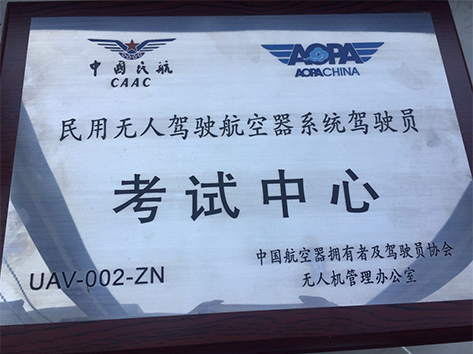 中国民航
CAAC
AOPA
AOPACHINA
民用无人驾驶航空器系统驾驶员
考试中心
UAV-002-ZN
中国航空器拥有者及驾驶员协会
无人机管理办公室